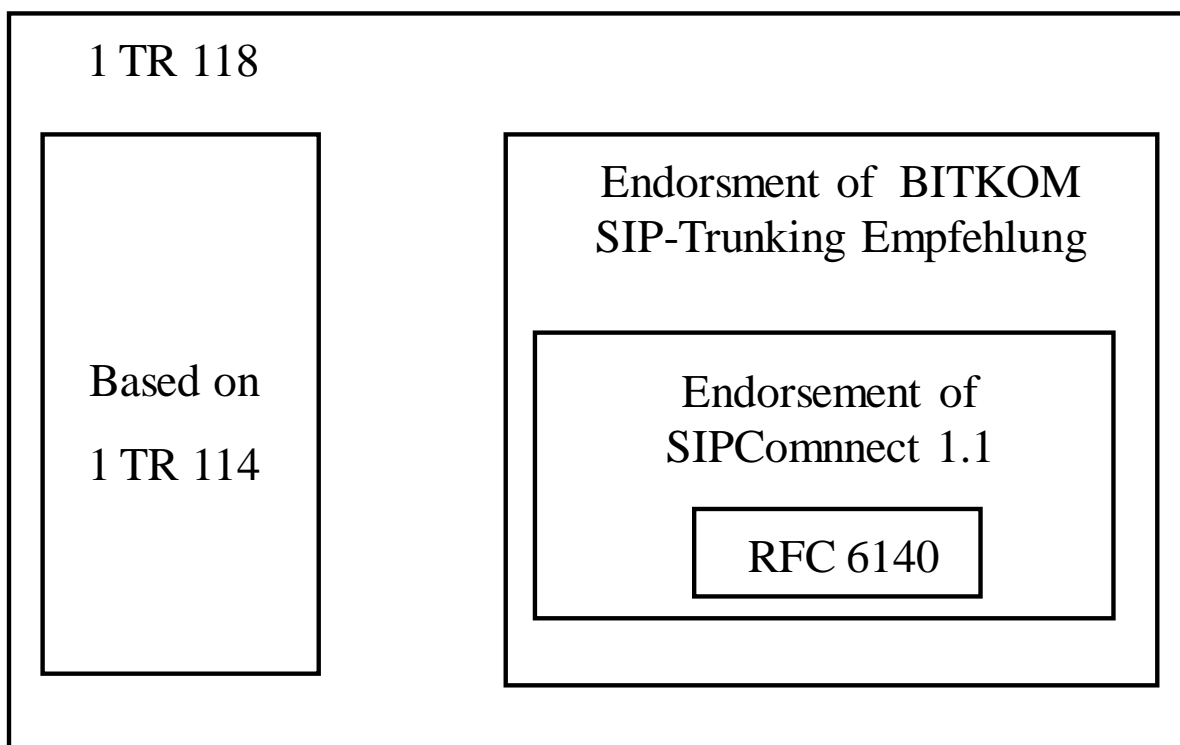 1 TR 118
Based on
1 TR 114
Endorsment of BITKOM
SIP-Trunking Empfehlung
Endorsement of
SIPComnnect 1.1
RFC 6140